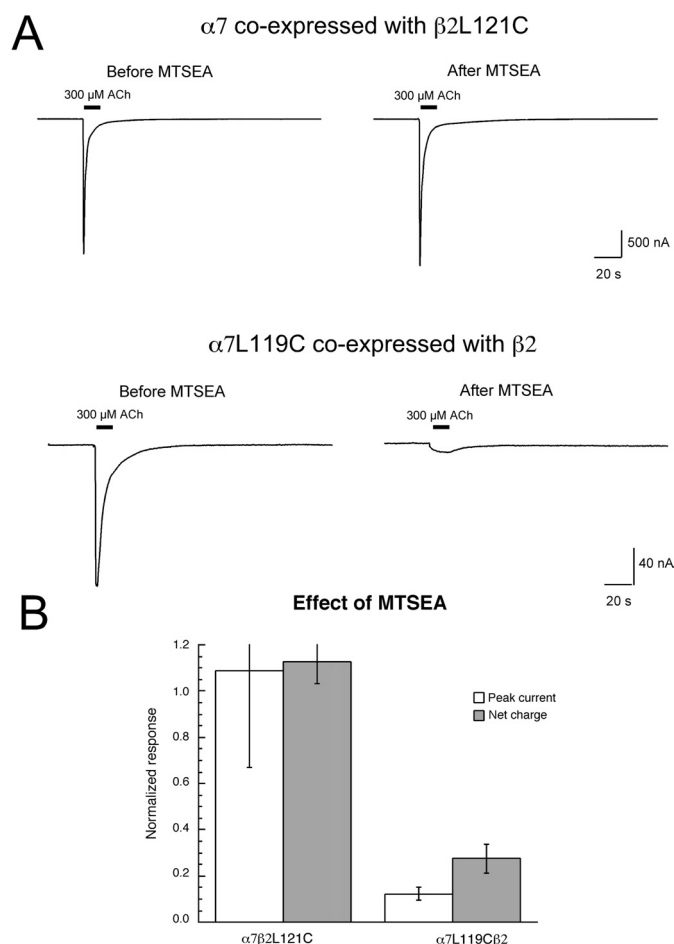 A
α7 co-expressed with β2L121C
Before MTSEA
After MTSEA
300 µM ACh
300 µM ACh
500 nA
20 s
α7L119C co-expressed with β2
Before MTSEA
After MTSEA
300 µM ACh
300 µM ACh
40 nA
20 s
B
Effect of MTSEA
1.2
1.0
0.8
0.6
0.4
0.2
0.0
Normalized response
Peak current
Net charge
α7β2L121C
α7L119Cβ2